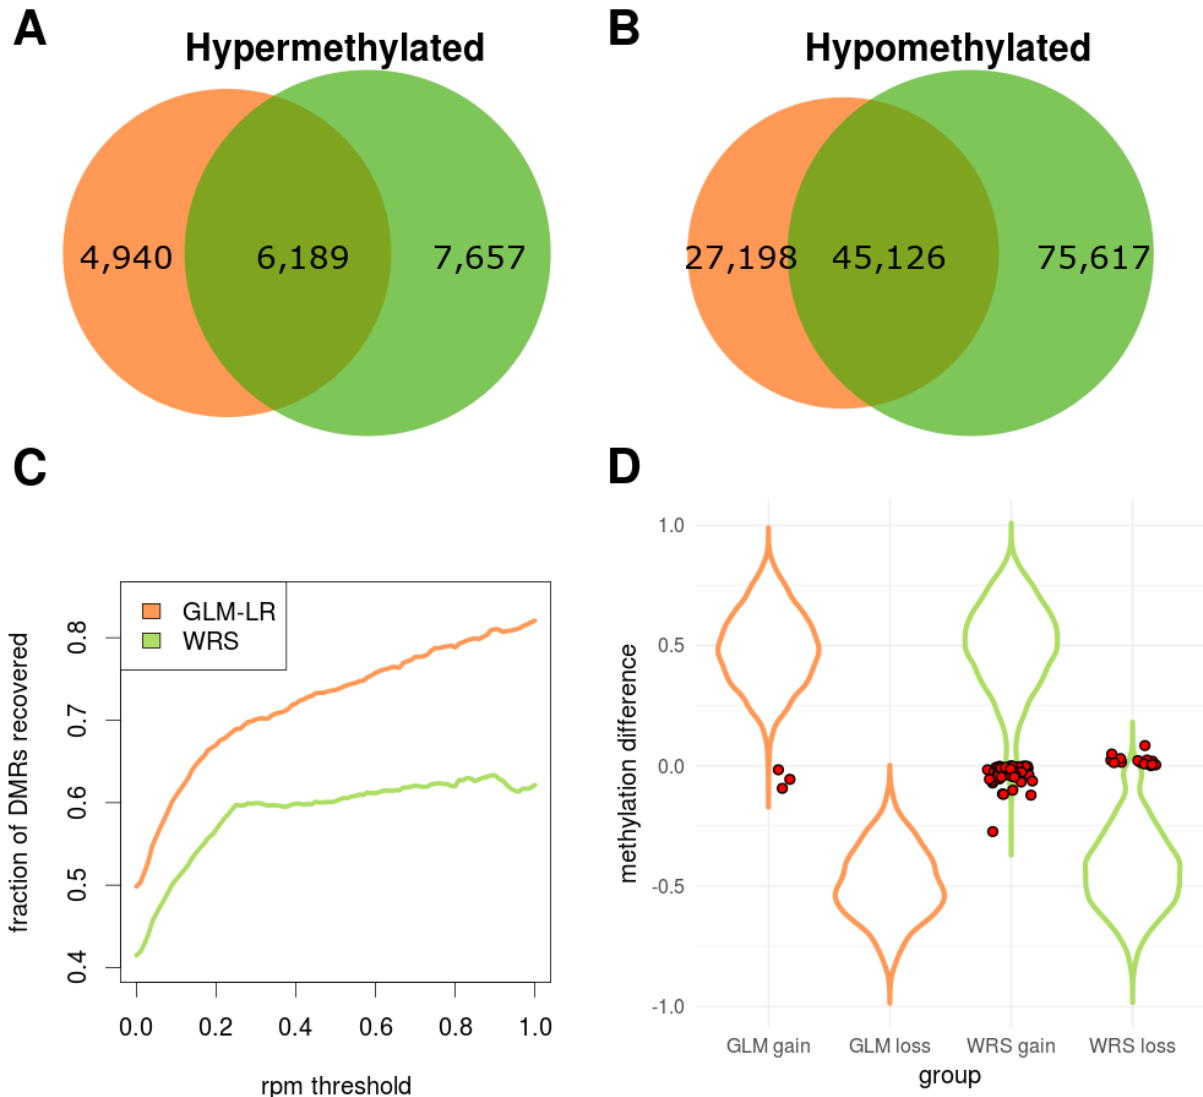 A
Hypermethylated
4,940
6,189
7,657
B
Hypomethylated
27,198
45,126
75,617
C
fraction of DMRs recovered
0.8
0.7
0.6
0.5
0.4
GLM-LR
WRS
0.0 0.2 0.4 0.6 0.8 1.0
rpm threshold
D
methylation difference
1.0
0.5
0.0
-0.5
-1.0
GLM gain GLM loss WRS gain WRS loss
group